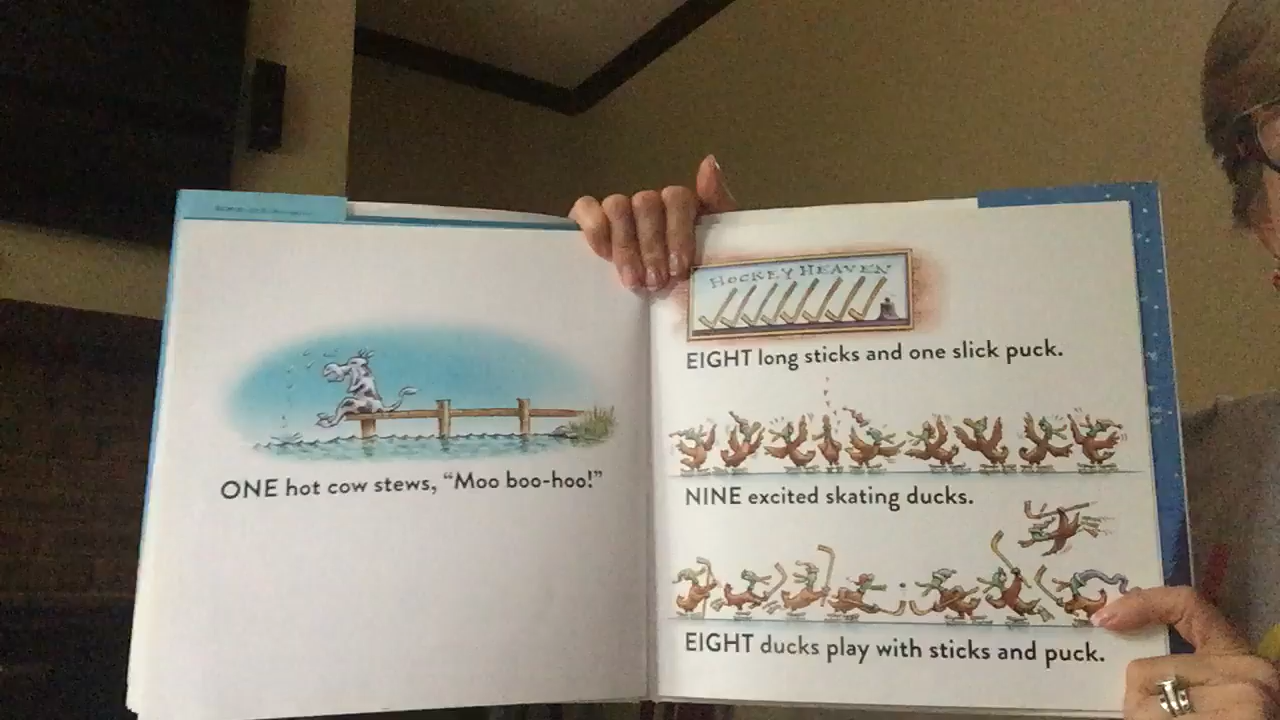 ONE hot cow stews, “Moo boo-hoo!”
HOCKEY HEAVEN
EIGHT long sticks and one slick puck.
NINE excited skating ducks.
EIGHT ducks play with sticks and puck.